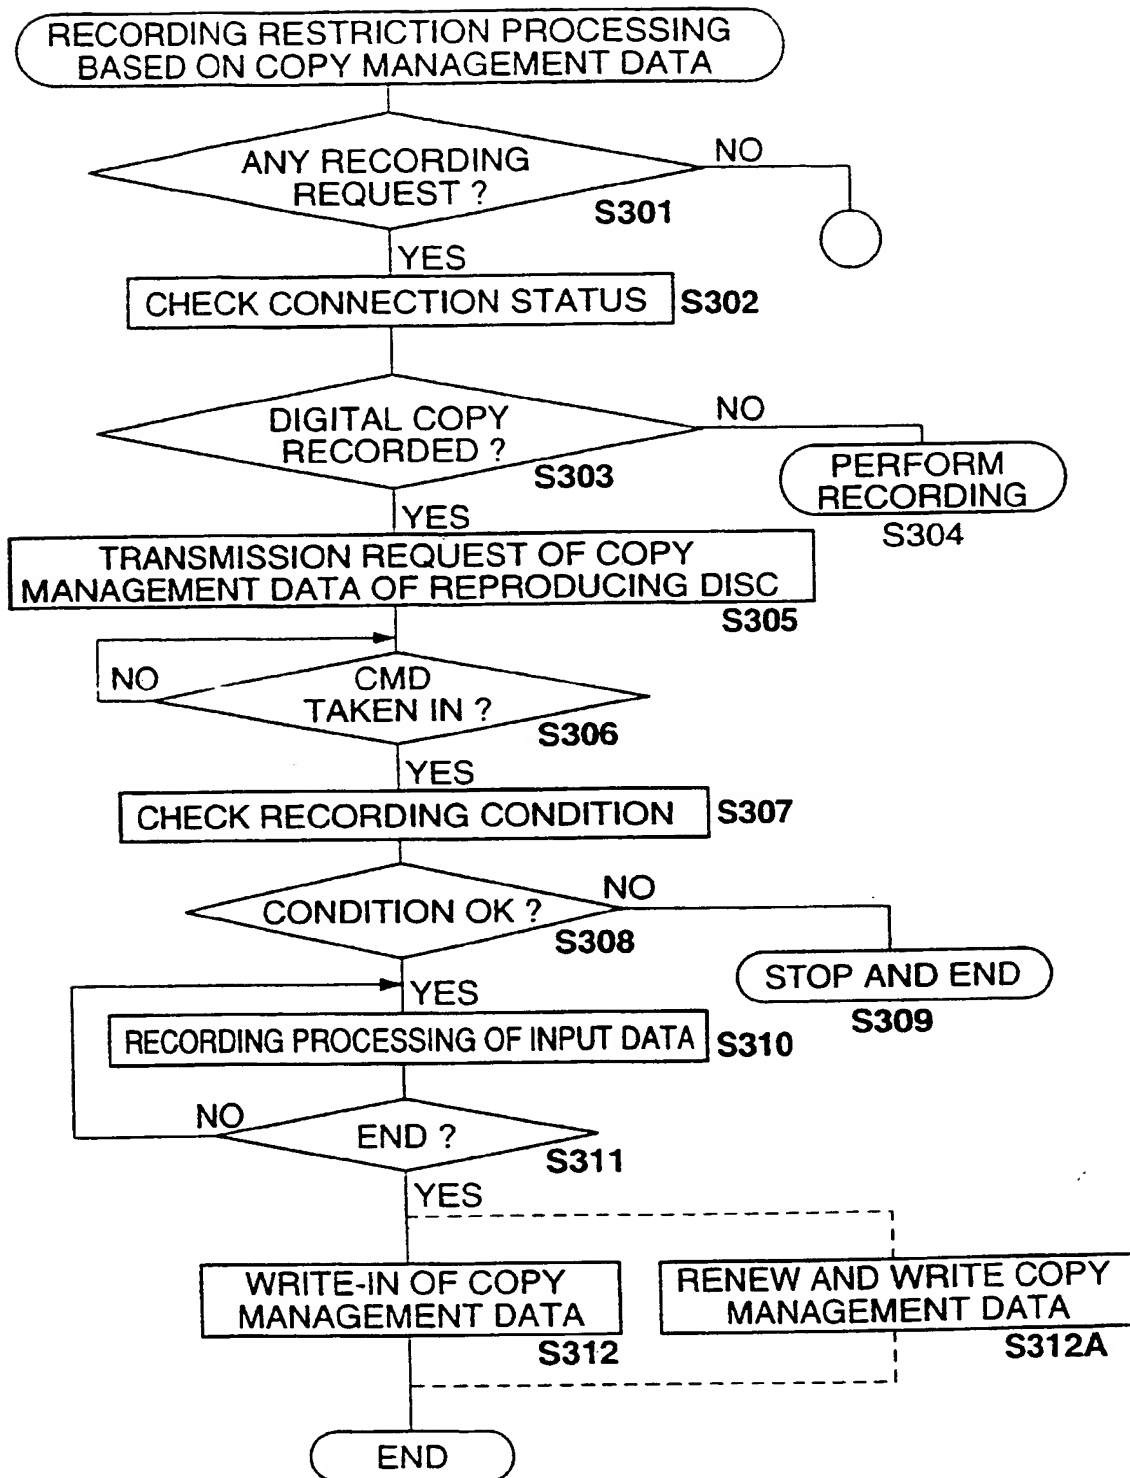 RECORDING RESTRICTION PROCESSING
BASED ON COPY MANAGEMENT DATA
ANY RECORDING
REQUEST ?
S301
NO
YES
CHECK CONNECTION STATUS
S302
DIGITAL COPY
RECORDED ?
S303
NO
PERFORM
RECORDING
S304
YES
TRANSMISSION REQUEST OF COPY
MANAGEMENT DATA OF REPRODUCING DISC
S305
NO
CMD
TAKEN IN ?
S306
YES
CHECK RECORDING CONDITION
S307
CONDITION OK ?
S308
NO
STOP AND END
S309
YES
RECORDING PROCESSING OF INPUT DATA
S310
NO
END ?
S311
YES
WRITE-IN OF COPY
MANAGEMENT DATA
S312
RENEW AND WRITE COPY
MANAGEMENT DATA
S312A
END